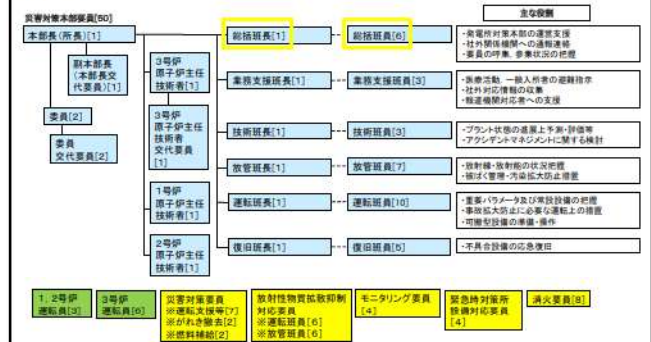 災害対策本部要員[50]
主な役割
本部長(所長)[1]
副本部長
(本部長交
代要員)[1]
委員[2]
委員
交代要員[2]
3号炉
原子炉主任
技術者[1]
3号炉
原子炉主任
技術者
交代要員
[1]
1号炉
原子炉主任
技術者[1]
2号炉
原子炉主任
技術者[1]
総括班長[1]
総括班員[6]
・発電所対策本部の運営支援
・社外関係機関への通報連絡
・要員の呼集、参集状況の把握
業務支援班長[1]
業務支援班員[3]
・医療活動、一般入所者の避難指示
・社外対応情報の収集
・報道機関対応者への支援
技術班長[1]
技術班員[3]
・プラント状態の進展上予測・評価等
・アクシデントマネジメントに関する検討
放管班長[1]
放管班員[7]
・放射線・放射能の状況把握
・被ばく管理・汚染拡大防止措置
運転班長[1]
運転班員[10]
・重要パラメータ及び常設設備の把握
・事故拡大防止に必要な運転上の措置
・可搬型設備の準備・操作
復旧班長[1]
復旧班員[5]
・不具合設備の応急復旧
1,2号炉
運転員[3]
3号炉
運転員[6]
災害対策要員
※運転支援等[7]
※がれき撤去[2]
※燃料補給[2]
放射性物質拡散抑制
対応要員
※運転班員[6]
※放管班員[6]
モニタリング要員
[4]
緊急時対策所
設備対応要員
[4]
消火要員[8]